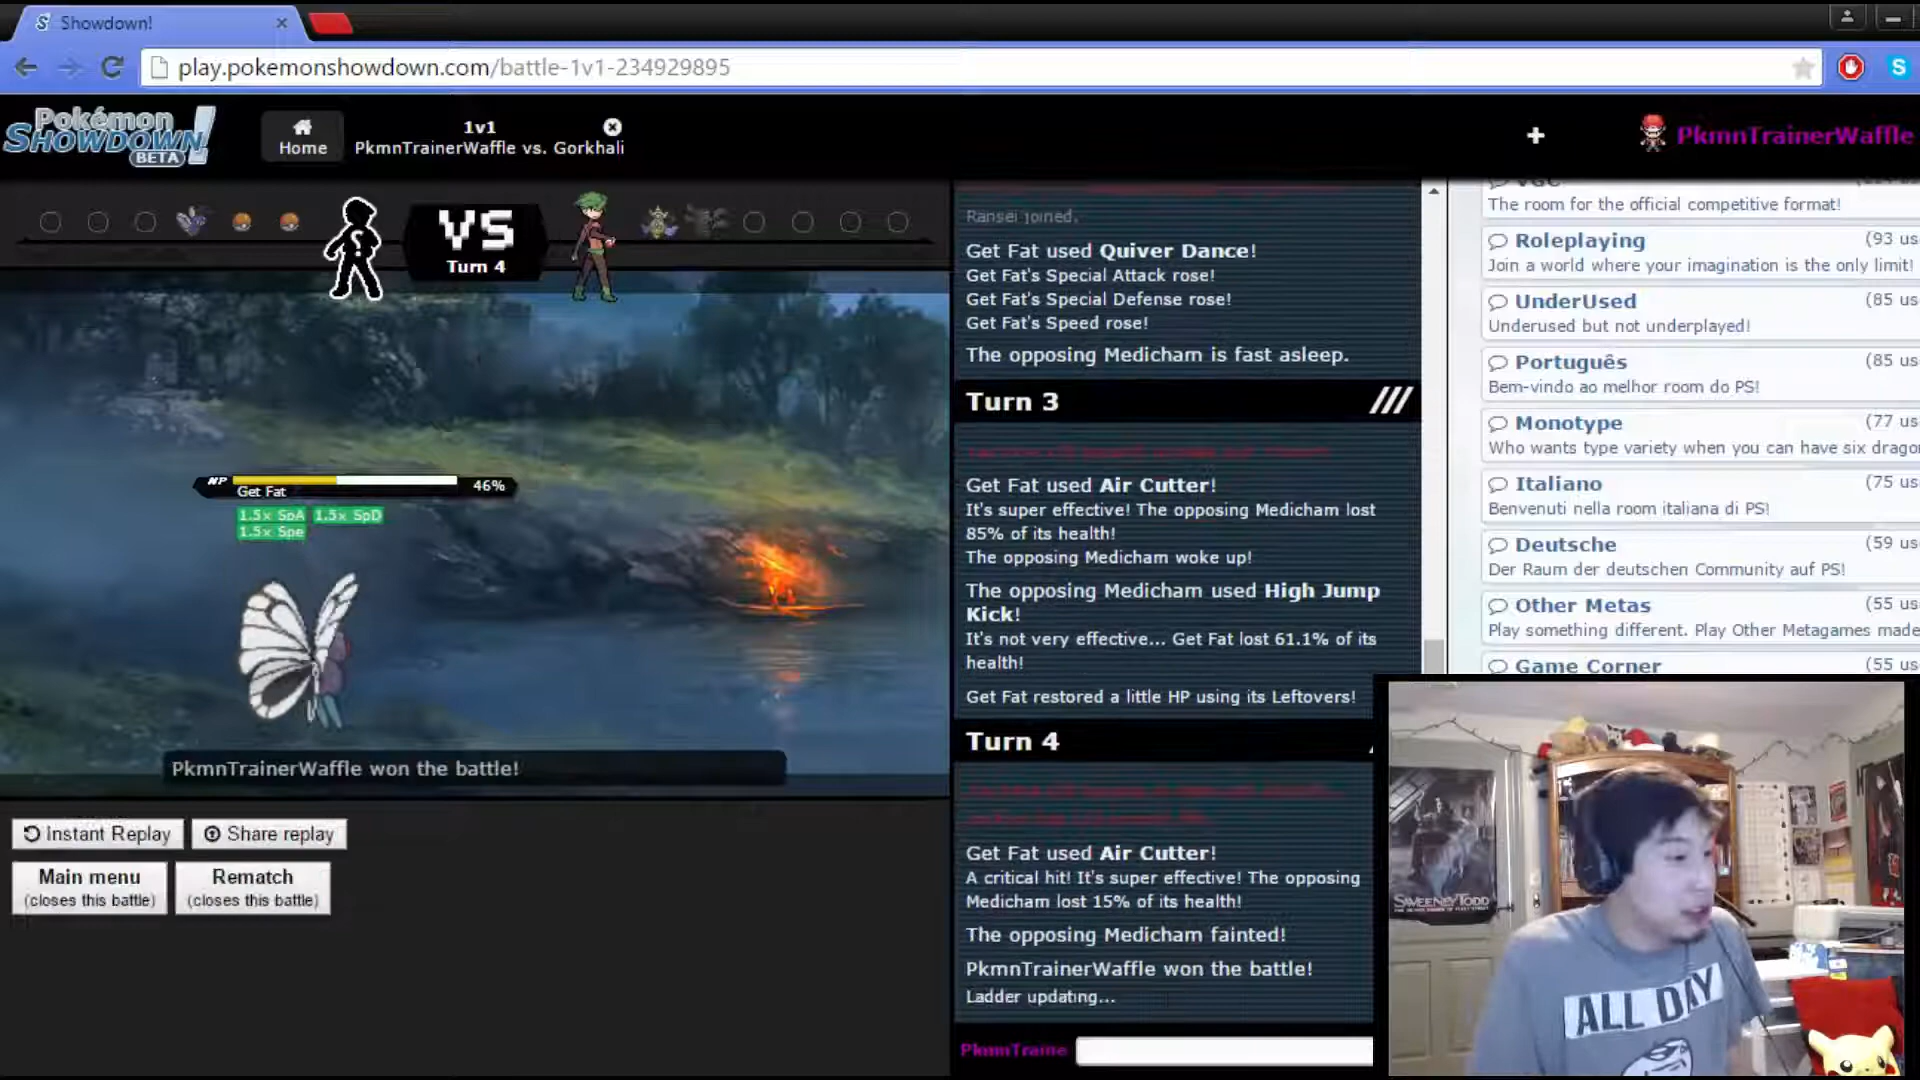 Showdown!
play.pokemonshowdown.com/battle-1v1-234929895
S
Pokémon
SHOWDOWN!
BETA
Home
1v1
PkmnTrainerWaffle vs. Gorkhali
PkmnTrainerWaffle
VS
Turn 4
HP
46%
Get Fat
1.5× SpA 1.5× SpD
1.5× Spe
PkmnTrainerWaffle won the battle!
Instant Replay
Share replay
Main menu
(closes this battle)
Rematch
(closes this battle)
Ransei joined.
Get Fat used Quiver Dance!
Get Fat's Special Attack rose!
Get Fat's Special Defense rose!
Get Fat's Speed rose!
The opposing Medicham is fast asleep.
Turn 3
Get Fat used Air Cutter!
It's super effective! The opposing Medicham lost
85% of its health!
The opposing Medicham woke up!
The opposing Medicham used High Jump
Kick!
It's not very effective... Get Fat lost 61.1% of its
health!
Get Fat restored a little HP using its Leftovers!
Turn 4
Get Fat used Air Cutter!
A critical hit! It's super effective! The opposing
Medicham lost 15% of its health!
The opposing Medicham fainted!
PkmnTrainerWaffle won the battle!
Ladder updating...
PkmnTraine
VGC
The room for the official competitive format!
Roleplaying (93 us
Join a world where your imagination is the only limit!
UnderUsed (85 us
Underused but not underplayed!
Português (85 us
Bem-vindo ao melhor room do PS!
Monotype (77 us
Who wants type variety when you can have six drago
Italiano (75 us
Benvenuti nella room italiana di PS!
Deutsche (59 us
Der Raum der deutschen Community auf PS!
Other Metas (55 us
Play something different. Play Other Metagames made
Game Corner (55 us
SWEENEY TODD
ALL DAY